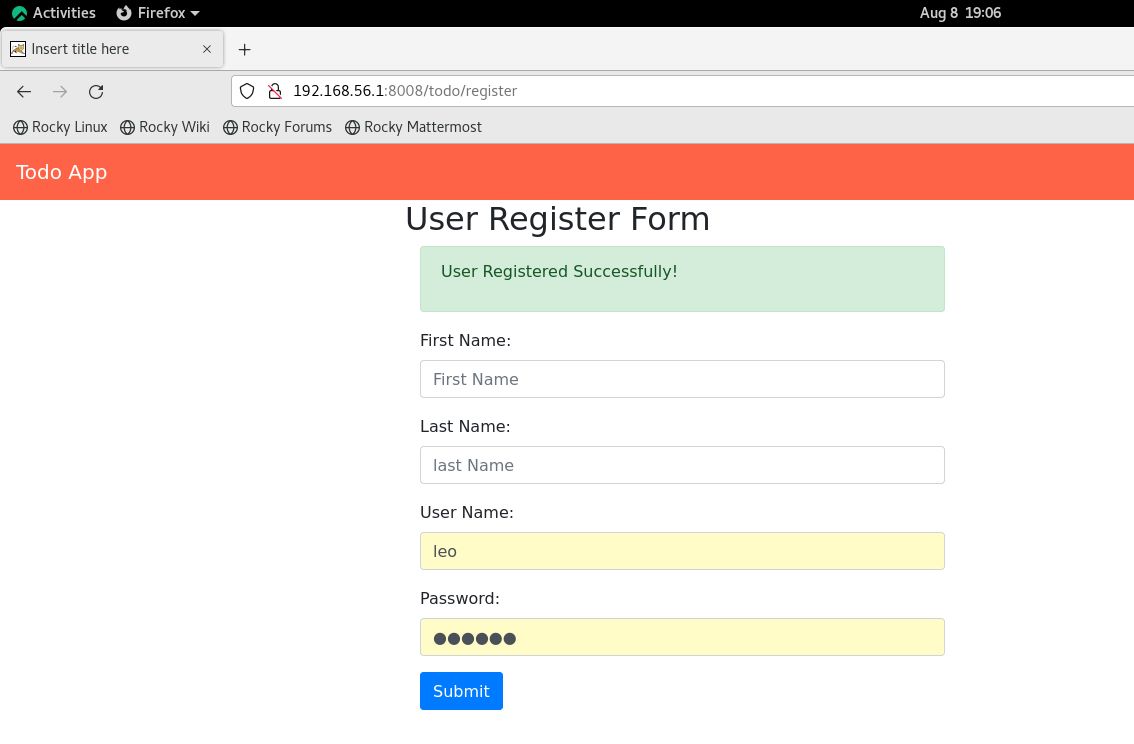 Activities Firefox Aug 8 19:06
Insert title here
192.168.56.1:8008/todo/register
Rocky Linux Rocky Wiki Rocky Forums Rocky Mattermost
Todo App
User Register Form
User Registered Successfully!
First Name:
First Name
Last Name:
last Name
User Name:
leo
Password:
●●●●●●
Submit